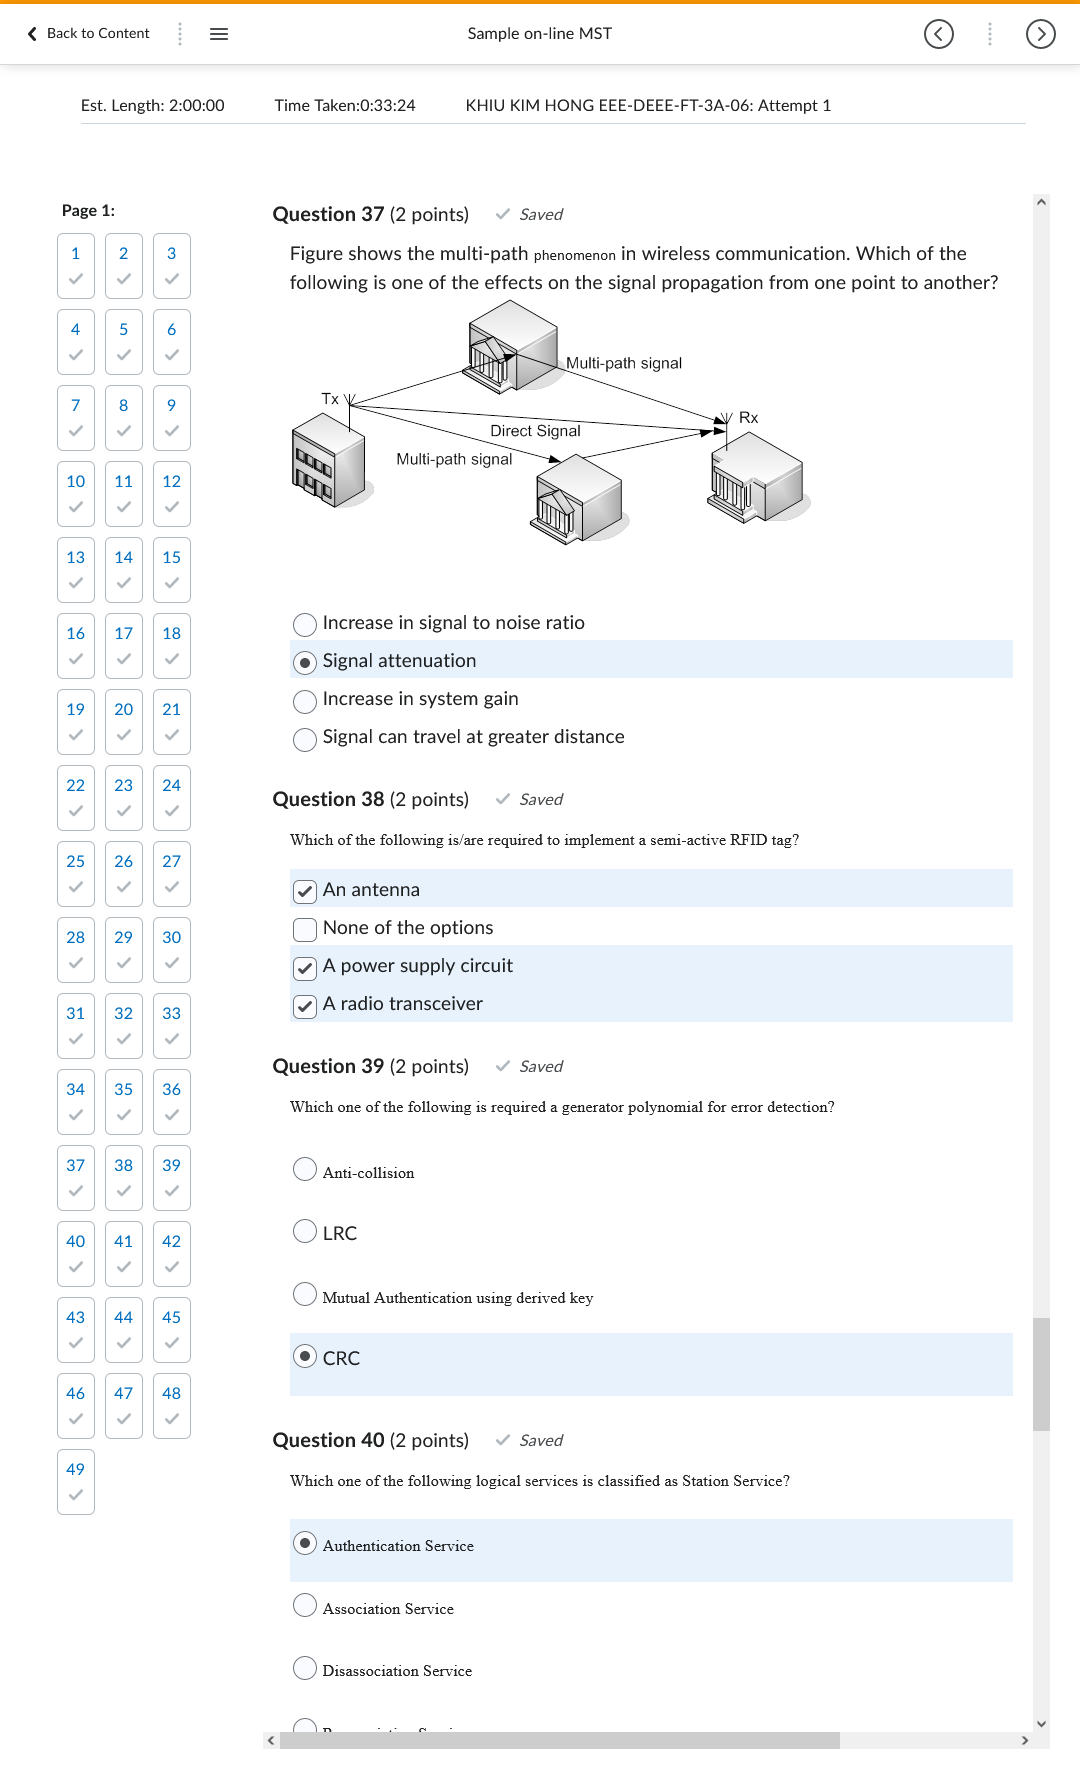 Back to Content
Sample on-line MST
Est. Length: 2:00:00 Time Taken:0:33:24 KHIU KIM HONG EEE-DEEE-FT-3A-06: Attempt 1
Page 1:
1 2 3
4 5 6
7 8 9
10 11 12
13 14 15
16 17 18
19 20 21
22 23 24
25 26 27
28 29 30
31 32 33
34 35 36
37 38 39
40 41 42
43 44 45
46 47 48
49
Question 37 (2 points) Saved
Figure shows the multi-path phenomenon in wireless communication. Which of the
following is one of the effects on the signal propagation from one point to another?
Multi-path signal
Tx
Rx
Direct Signal
Multi-path signal
Increase in signal to noise ratio
Signal attenuation
Increase in system gain
Signal can travel at greater distance
Question 38 (2 points) Saved
Which of the following is/are required to implement a semi-active RFID tag?
An antenna
None of the options
A power supply circuit
A radio transceiver
Question 39 (2 points) Saved
Which one of the following is required a generator polynomial for error detection?
Anti-collision
LRC
Mutual Authentication using derived key
CRC
Question 40 (2 points) Saved
Which one of the following logical services is classified as Station Service?
Authentication Service
Association Service
Disassociation Service